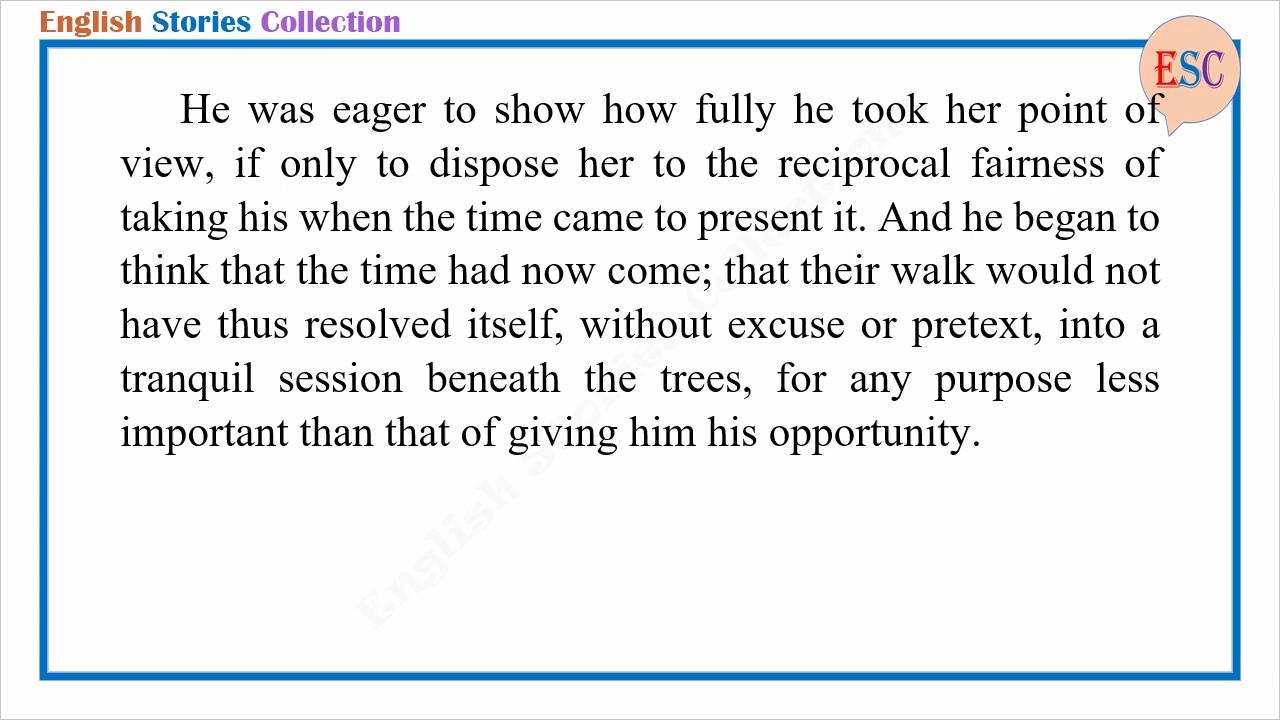 English Stories Collection
ESC
He was eager to show how fully he took her point of
view, if only to dispose her to the reciprocal fairness of
taking his when the time came to present it. And he began to
think that the time had now come; that their walk would not
have thus resolved itself, without excuse or pretext, into a
tranquil session beneath the trees, for any purpose less
important than that of giving him his opportunity.
English Stories Collection